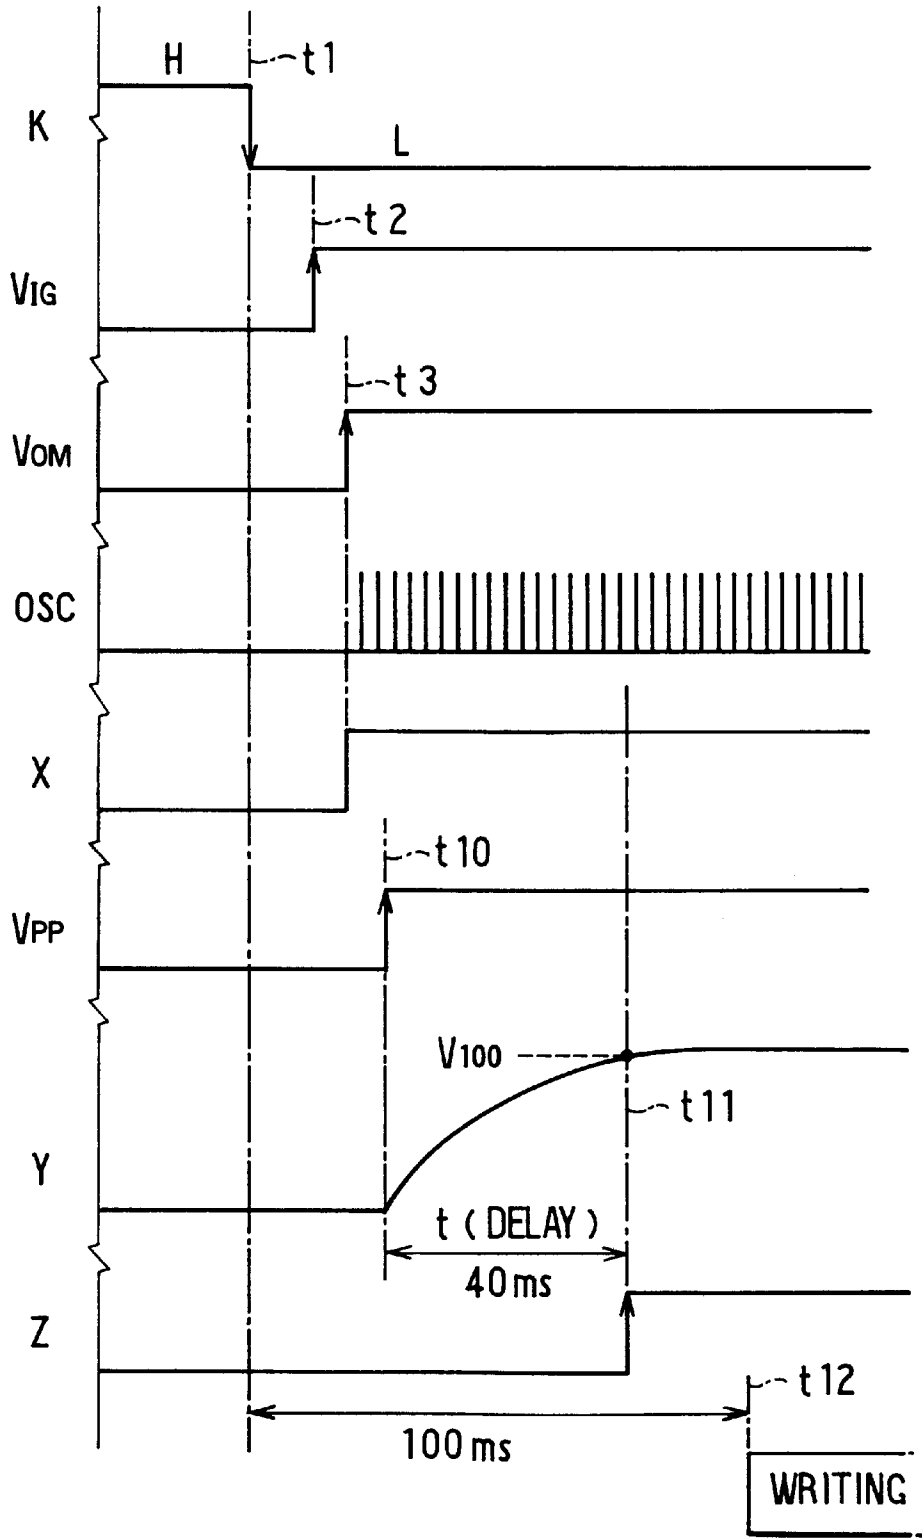 H
t1
K
L
t2
VIG
t3
VOM
OSC
X
t10
VPP
V100
t11
Y
t (DELAY)
40ms
Z
t12
100ms
WRITING